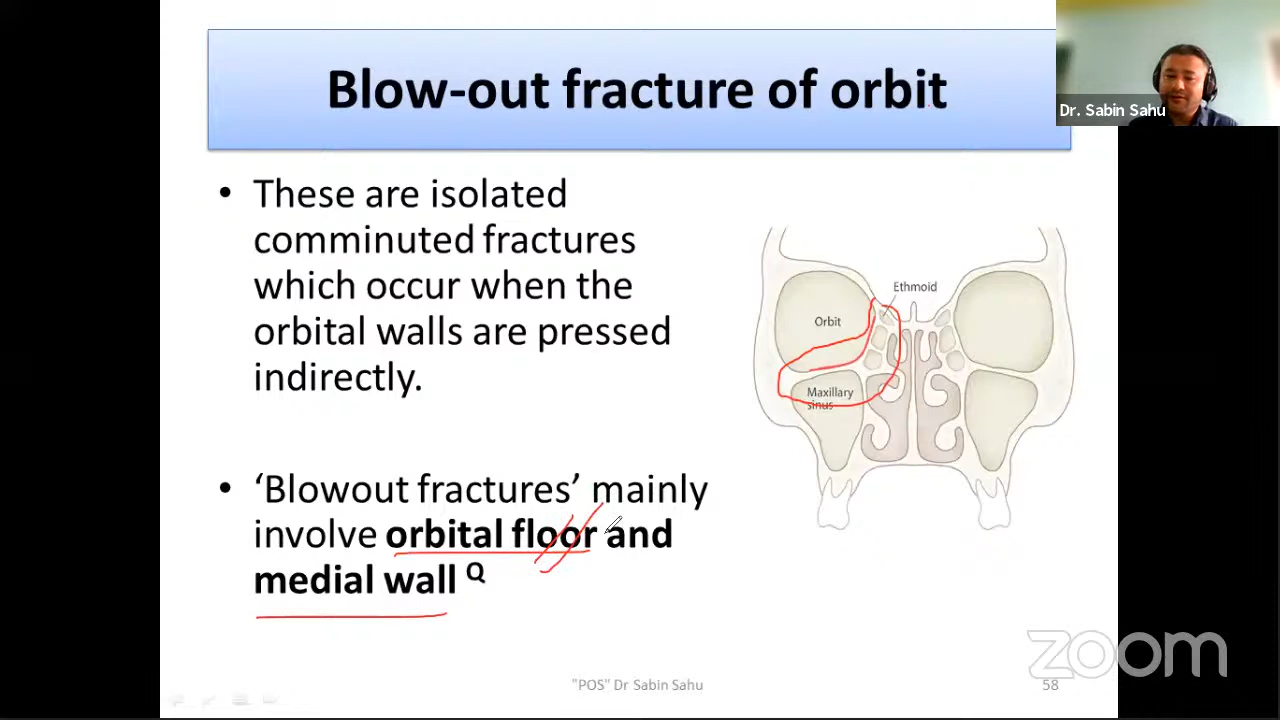 Blow-out fracture of orbit
Dr. Sabin Sahu
• These are isolated
comminuted fractures
which occur when the
orbital walls are pressed
indirectly.
• ‘Blowout fractures’ mainly
involve orbital floor and
medial wall Q
Ethmoid
Orbit
Maxillary
sinus
zoom
"POS" Dr Sabin Sahu
58